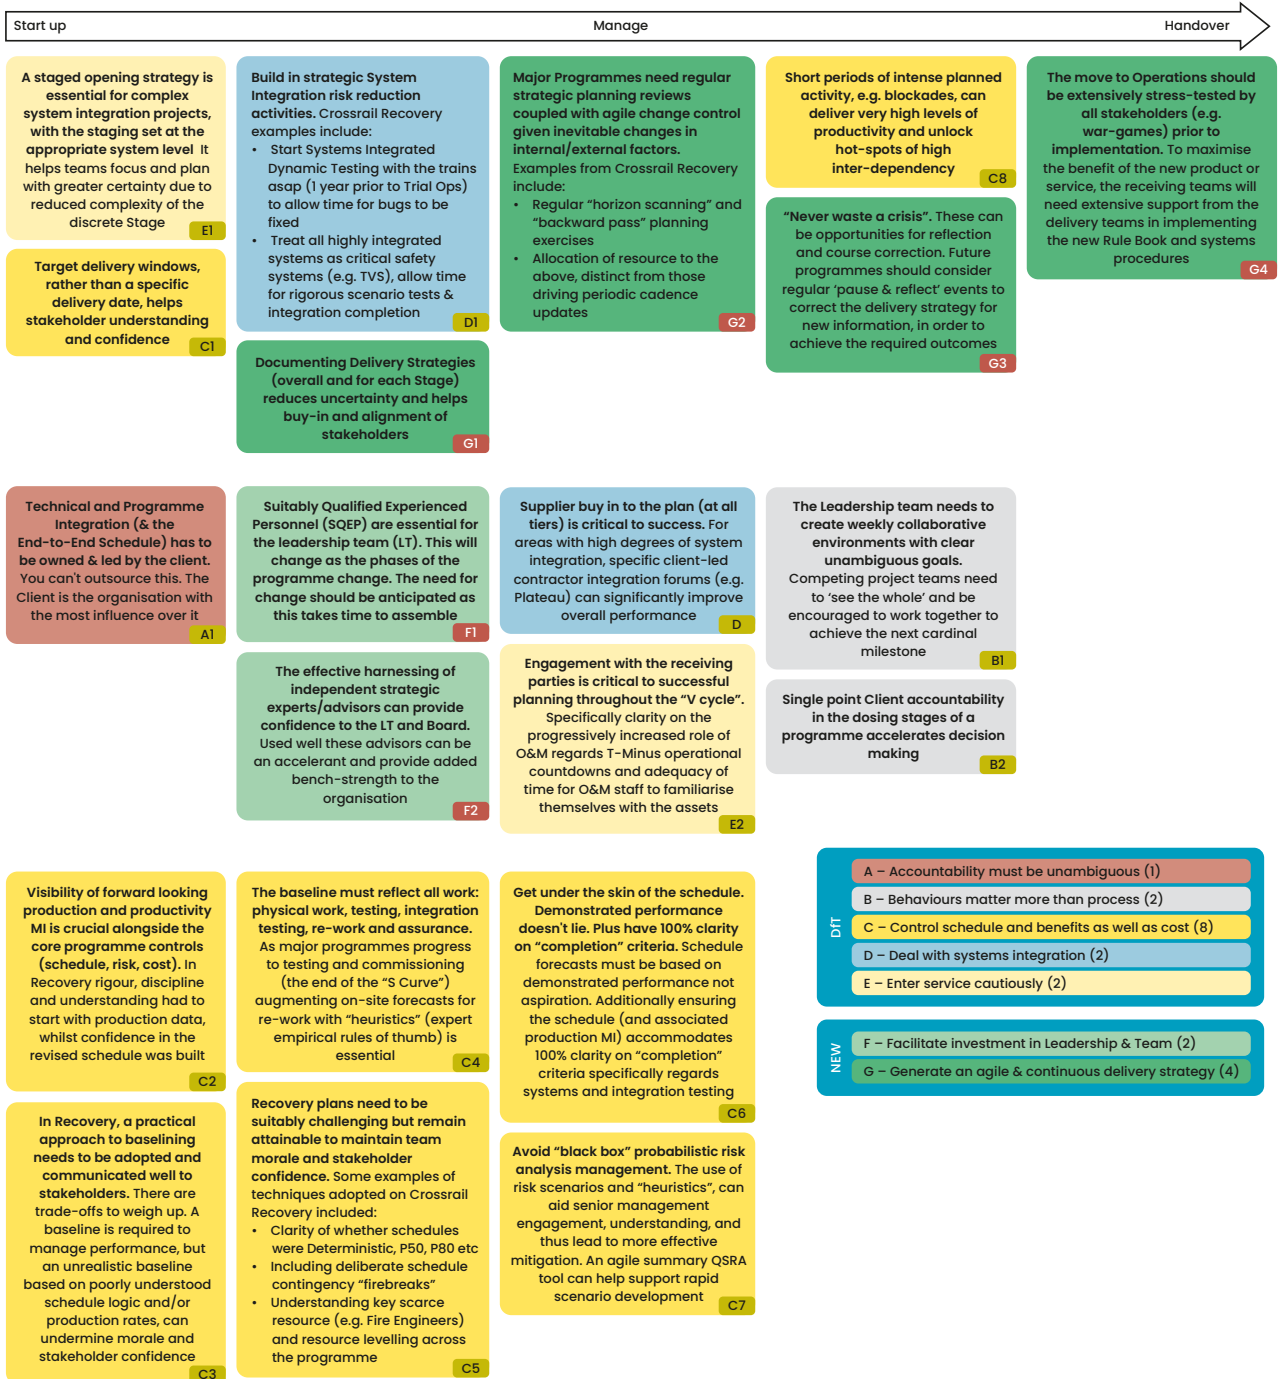 Start up
Manage
Handover
A staged opening strategy is
essential for complex
system integration projects,
with the staging set at the
appropriate system level It
helps teams focus and plan
with greater certainty due to
reduced complexity of the
discrete Stage
E1
Target delivery windows,
rather than a specific
delivery date, helps
stakeholder understanding
and confidence
C1
Build in strategic System
Integration risk reduction
activities. Crossrail Recovery
examples include:
• Start Systems Integrated
Dynamic Testing with the trains
asap (1 year prior to Trial Ops)
to allow time for bugs to be
fixed
• Treat all highly integrated
systems as critical safety
systems (e.g. TVS), allow time
for rigorous scenario tests &
integration completion
D1
Documenting Delivery Strategies
(overall and for each Stage)
reduces uncertainty and helps
buy-in and alignment of
stakeholders
G1
Major Programmes need regular
strategic planning reviews
coupled with agile change control
given inevitable changes in
internal/external factors.
Examples from Crossrail Recovery
include:
• Regular “horizon scanning” and
“backward pass” planning
exercises
• Allocation of resource to the
above, distinct from those
driving periodic cadence
updates
G2
Short periods of intense planned
activity, e.g. blockades, can
deliver very high levels of
productivity and unlock
hot-spots of high
inter-dependency
C8
“Never waste a crisis”. These can
be opportunities for reflection
and course correction. Future
programmes should consider
regular ‘pause & reflect’ events to
correct the delivery strategy for
new information, in order to
achieve the required outcomes
G3
The move to Operations should
be extensively stress-tested by
all stakeholders (e.g.
war-games) prior to
implementation. To maximise
the benefit of the new product or
service, the receiving teams will
need extensive support from the
delivery teams in implementing
the new Rule Book and systems
procedures
G4
Technical and Programme
Integration (& the
End-to-End Schedule) has to
be owned & led by the client.
You can't outsource this. The
Client is the organisation with
the most influence over it
A1
Suitably Qualified Experienced
Personnel (SQEP) are essential for
the leadership team (LT). This will
change as the phases of the
programme change. The need for
change should be anticipated as
this takes time to assemble
F1
The effective harnessing of
independent strategic
experts/advisors can provide
confidence to the LT and Board.
Used well these advisors can be
an accelerant and provide added
bench-strength to the
organisation
F2
Supplier buy in to the plan (at all
tiers) is critical to success. For
areas with high degrees of system
integration, specific client-led
contractor integration forums (e.g.
Plateau) can significantly improve
overall performance
D
Engagement with the receiving
parties is critical to successful
planning throughout the “V cycle”.
Specifically clarity on the
progressively increased role of
O&M regards T-Minus operational
countdowns and adequacy of
time for O&M staff to familiarise
themselves with the assets
E2
The Leadership team needs to
create weekly collaborative
environments with clear
unambiguous goals.
Competing project teams need
to ‘see the whole’ and be
encouraged to work together to
achieve the next cardinal
milestone
B1
Single point Client accountability
in the dosing stages of a
programme accelerates decision
making
B2
Visibility of forward looking
production and productivity
MI is crucial alongside the
core programme controls
(schedule, risk, cost). In
Recovery rigour, discipline
and understanding had to
start with production data,
whilst confidence in the
revised schedule was built
C2
In Recovery, a practical
approach to baselining
needs to be adopted and
communicated well to
stakeholders. There are
trade-offs to weigh up. A
baseline is required to
manage performance, but
an unrealistic baseline
based on poorly understood
schedule logic and/or
production rates, can
undermine morale and
stakeholder confidence
C3
The baseline must reflect all work:
physical work, testing, integration
testing, re-work and assurance.
As major programmes progress
to testing and commissioning
(the end of the “S Curve”)
augmenting on-site forecasts for
re-work with “heuristics” (expert
empirical rules of thumb) is
essential
C4
Recovery plans need to be
suitably challenging but remain
attainable to maintain team
morale and stakeholder
confidence. Some examples of
techniques adopted on Crossrail
Recovery included:
• Clarity of whether schedules
were Deterministic, P50, P80 etc
• Including deliberate schedule
contingency “firebreaks”
• Understanding key scarce
resource (e.g. Fire Engineers)
and resource levelling across
the programme
C5
Get under the skin of the schedule.
Demonstrated performance
doesn't lie. Plus have 100% clarity
on “completion” criteria. Schedule
forecasts must be based on
demonstrated performance not
aspiration. Additionally ensuring
the schedule (and associated
production MI) accommodates
100% clarity on “completion”
criteria specifically regards
systems and integration testing
C6
Avoid “black box” probabilistic risk
analysis management. The use of
risk scenarios and “heuristics”, can
aid senior management
engagement, understanding, and
thus lead to more effective
mitigation. An agile summary QSRA
tool can help support rapid
scenario development
C7
DfT
A – Accountability must be unambiguous (1)
B – Behaviours matter more than process (2)
C – Control schedule and benefits as well as cost (8)
D – Deal with systems integration (2)
E – Enter service cautiously (2)
NEW
F – Facilitate investment in Leadership & Team (2)
G – Generate an agile & continuous delivery strategy (4)